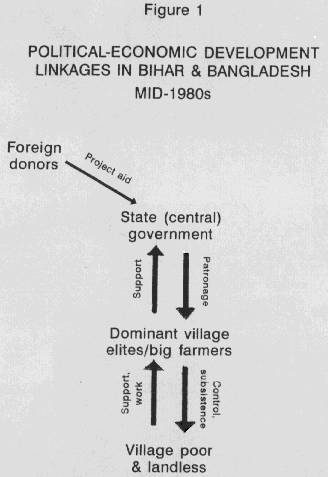 Figure 1
POLITICAL-ECONOMIC DEVELOPMENT
LINKAGES IN BIHAR & BANGLADESH
MID-1980s
Foreign
donors
Project aid
State (central)
government
Support
Patronage
Dominant village
elites/big farmers
Support,
work
Control,
subsistence
Village poor
& landless